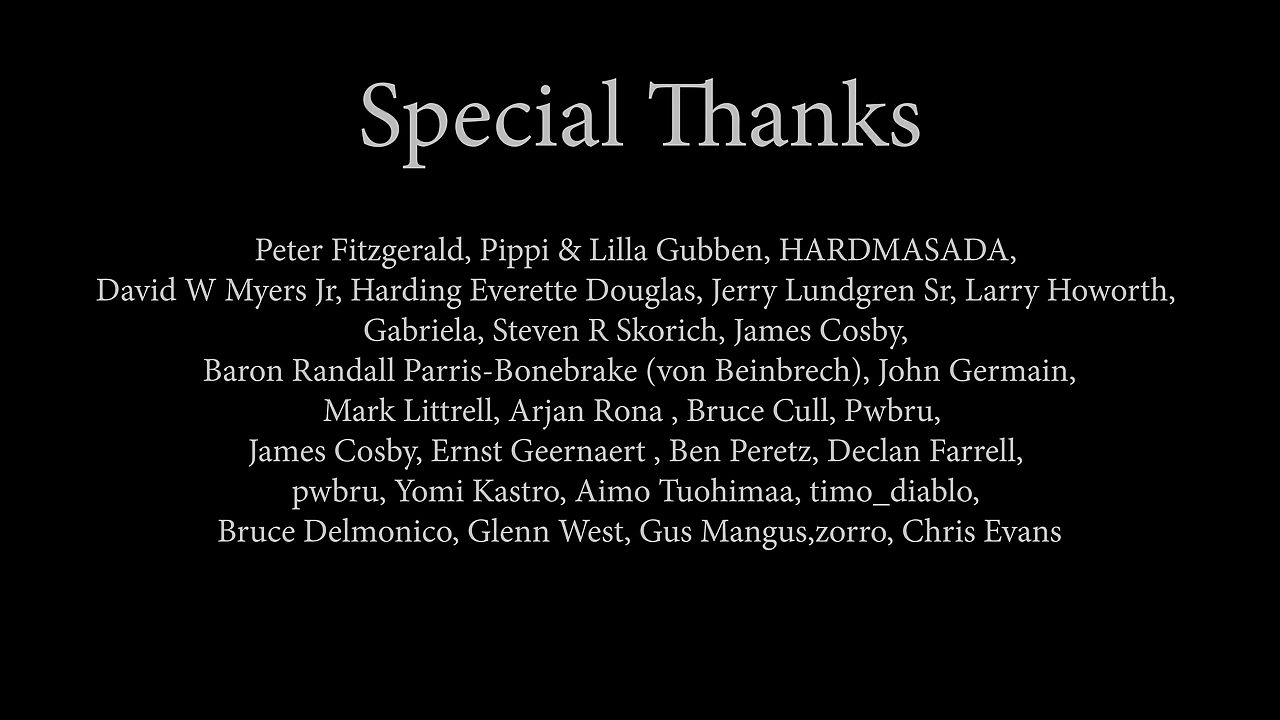 Special Thanks
Peter Fitzgerald, Pippi & Lilla Gubben, HARDMASADA,
David W Myers Jr, Harding Everette Douglas, Jerry Lundgren Sr, Larry Howorth,
Gabriela, Steven R Skorich, James Cosby,
Baron Randall Parris-Bonebrake (von Beinbrech), John Germain,
Mark Littrell, Arjan Rona , Bruce Cull, Pwbru,
James Cosby, Ernst Geernaert , Ben Peretz, Declan Farrell,
pwbru, Yomi Kastro, Aimo Tuohimaa, timo_diablo,
Bruce Delmonico, Glenn West, Gus Mangus,zorro, Chris Evans